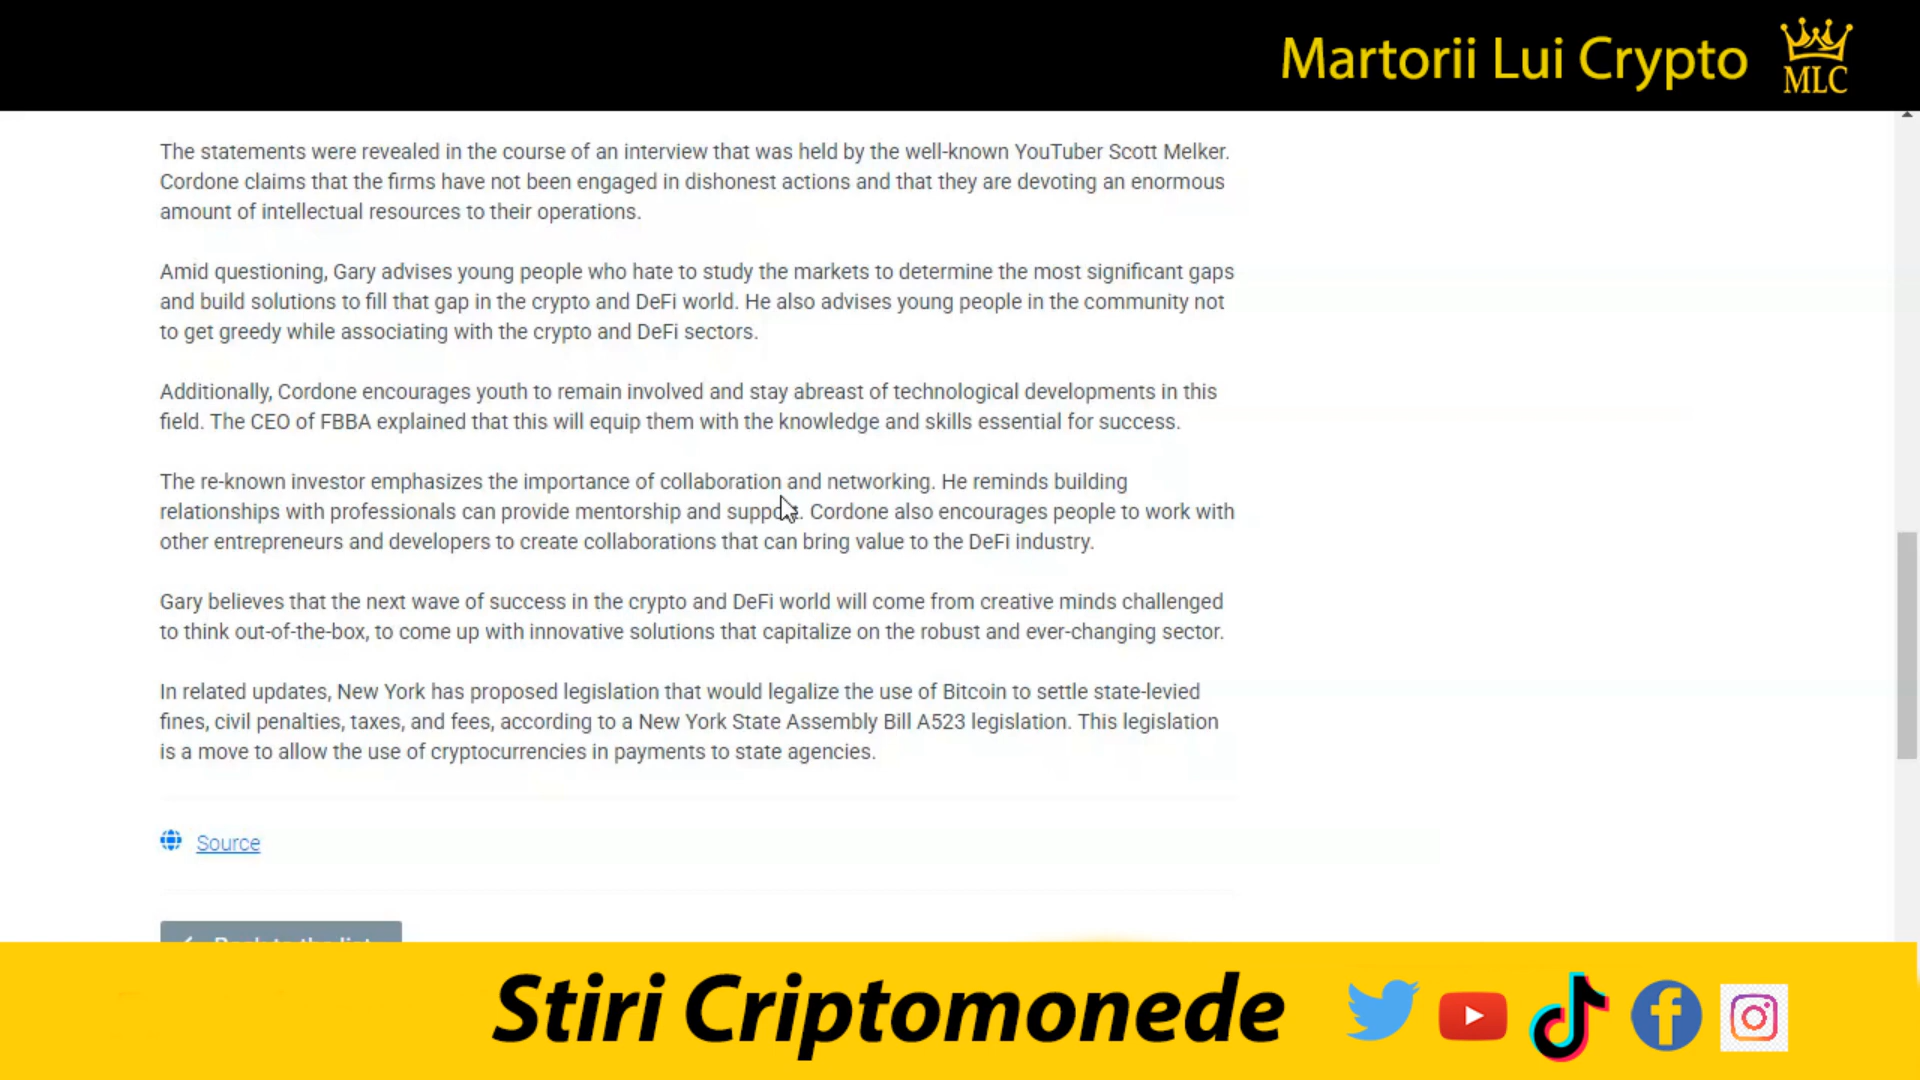 Martorii Lui Crypto
MLC
The statements were revealed in the course of an interview that was held by the well-known YouTuber Scott Melker.
Cordone claims that the firms have not been engaged in dishonest actions and that they are devoting an enormous
amount of intellectual resources to their operations.
Amid questioning, Gary advises young people who hate to study the markets to determine the most significant gaps
and build solutions to fill that gap in the crypto and DeFi world. He also advises young people in the community not
to get greedy while associating with the crypto and DeFi sectors.
Additionally, Cordone encourages youth to remain involved and stay abreast of technological developments in this
field. The CEO of FBBA explained that this will equip them with the knowledge and skills essential for success.
The re-known investor emphasizes the importance of collaboration and networking. He reminds building
relationships with professionals can provide mentorship and support. Cordone also encourages people to work with
other entrepreneurs and developers to create collaborations that can bring value to the DeFi industry.
Gary believes that the next wave of success in the crypto and DeFi world will come from creative minds challenged
to think out-of-the-box, to come up with innovative solutions that capitalize on the robust and ever-changing sector.
In related updates, New York has proposed legislation that would legalize the use of Bitcoin to settle state-levied
fines, civil penalties, taxes, and fees, according to a New York State Assembly Bill A523 legislation. This legislation
is a move to allow the use of cryptocurrencies in payments to state agencies.
Source
Back to the list
Stiri Criptomonede